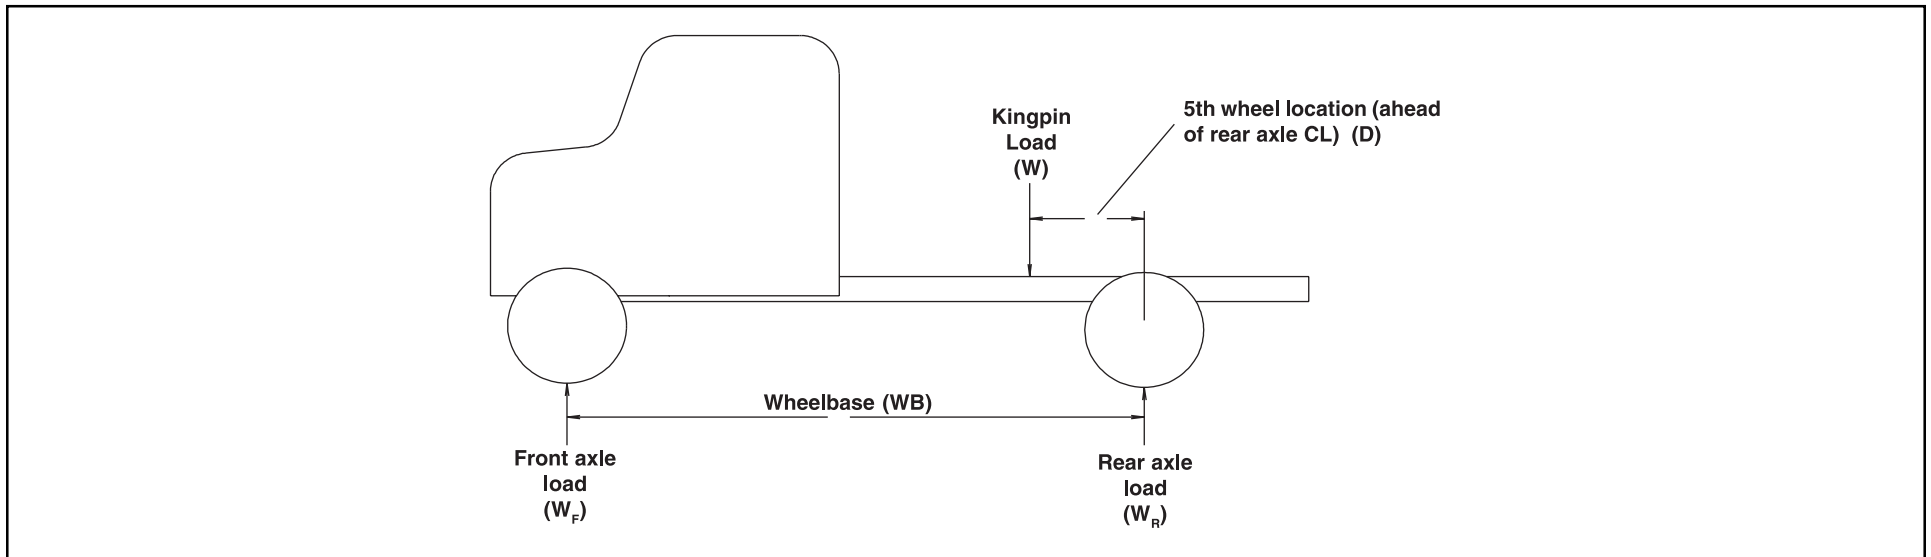 Kingpin
Load
(W)
5th wheel location (ahead
of rear axle CL)  (D)
Wheelbase (WB)
Front axle
load
(W_F)
Rear axle
load
(W_R)